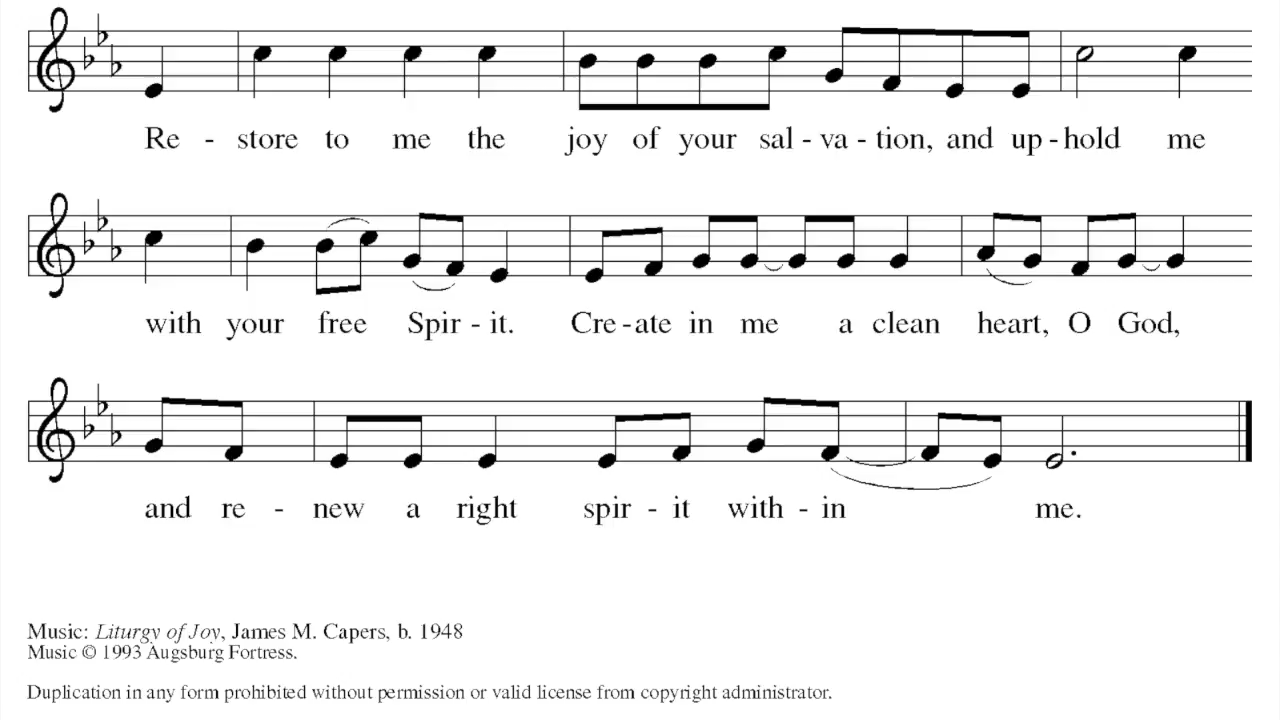 Re - store to me the joy of your sal - va - tion, and up - hold me
with your free Spir - it. Cre - ate in me a clean heart, O God,
and re - new a right spir - it with - in me.
Music: Liturgy of Joy, James M. Capers, b. 1948
Music © 1993 Augsburg Fortress.
Duplication in any form prohibited without permission or valid license from copyright administrator.